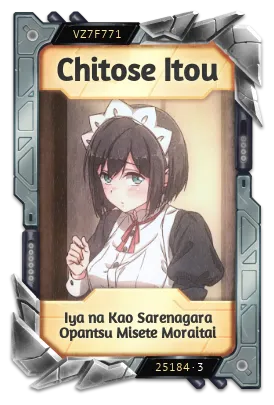 VZ7F771
Chitose Itou
Iya na Kao Sarenagara
Opantsu Misete Moraitai
25184·3